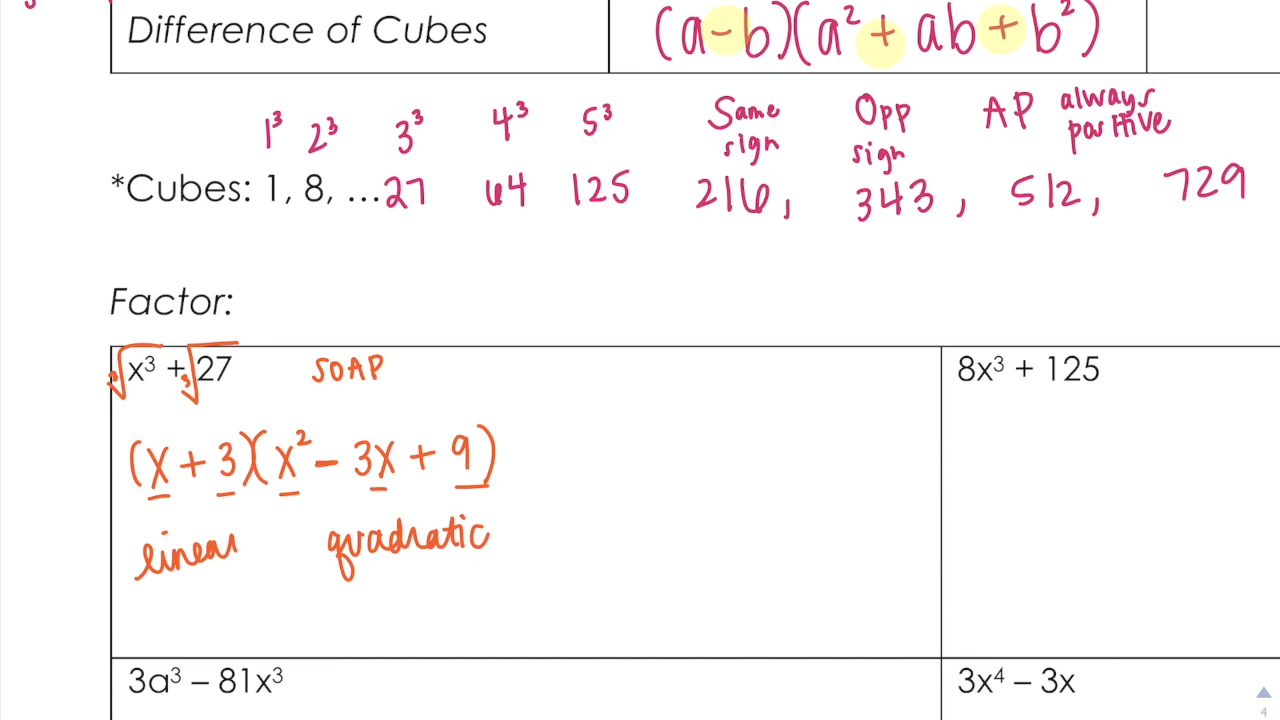 Difference of Cubes
(a - b)(a² + ab + b²)
1³ 2³ 3³ 4³ 5³ Same sign Opp sign AP always positive
*Cubes: 1, 8, …27 64 125 216, 343, 512, 729
Factor:
∛x³ + ∛27 SOAP
8x³ + 125
(x + 3)(x² - 3x + 9)
linear quadratic
3a³ – 81x³
3x⁴ – 3x
4